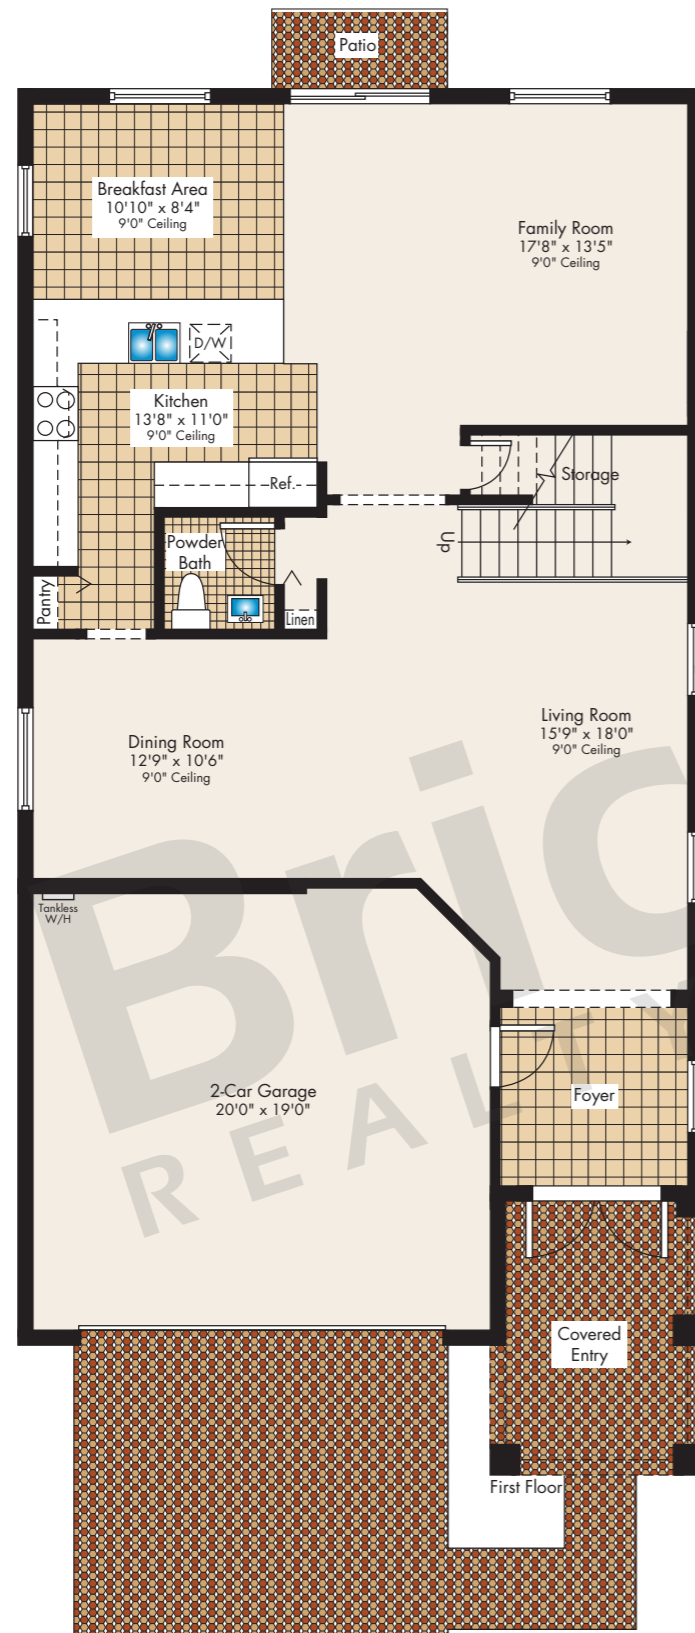 Patio
Breakfast Area
10'10" x 8'4"
9'0" Ceiling
Family Room
17'8" x 13'5"
9'0" Ceiling
D/W
Kitchen
13'8" x 11'0"
9'0" Ceiling
Ref.
Storage
Powder
Bath
Up
Pantry
Linen
Living Room
15'9" x 18'0"
9'0" Ceiling
Dining Room
12'9" x 10'6"
9'0" Ceiling
Bric
REALTY
Tankless
W/H
2-Car Garage
20'0" x 19'0"
Foyer
Covered
Entry
First Floor